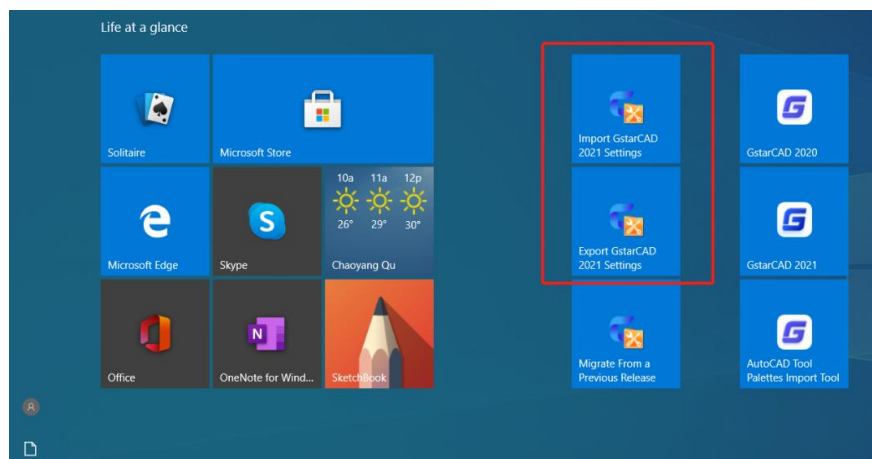 Life at a glance
Solitaire
Microsoft Store
Import GstarCAD
2021 Settings
GstarCAD 2020
Microsoft Edge
Skype
10a 11a 12p
26° 29° 30°
Chaoyang Qu
Export GstarCAD
2021 Settings
GstarCAD 2021
Office
N
OneNote for Wind...
SketchBook
Migrate From a
Previous Release
AutoCAD Tool
Palettes Import Tool